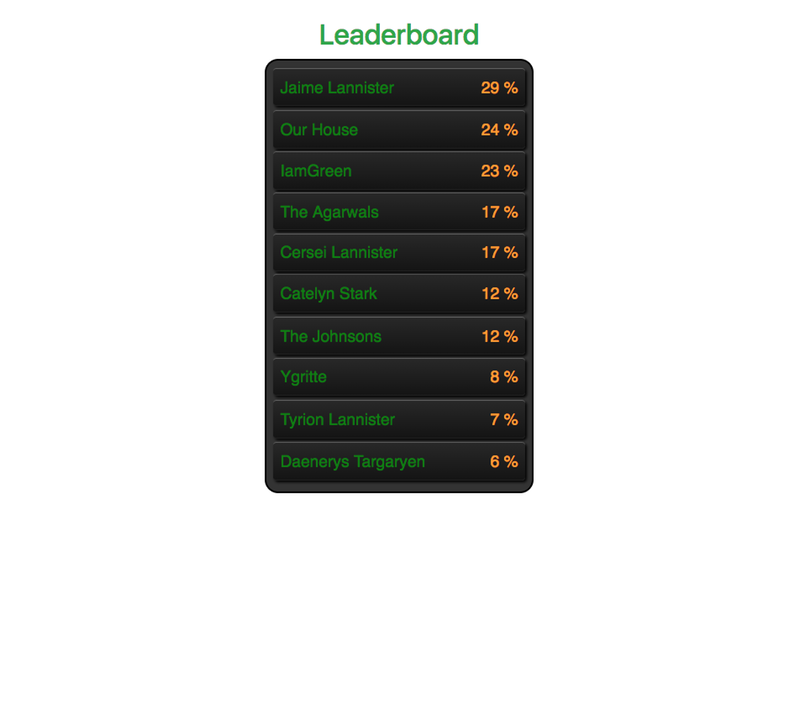 Leaderboard
Jaime Lannister 29 %
Our House 24 %
IamGreen 23 %
The Agarwals 17 %
Cersei Lannister 17 %
Catelyn Stark 12 %
The Johnsons 12 %
Ygritte 8 %
Tyrion Lannister 7 %
Daenerys Targaryen 6 %